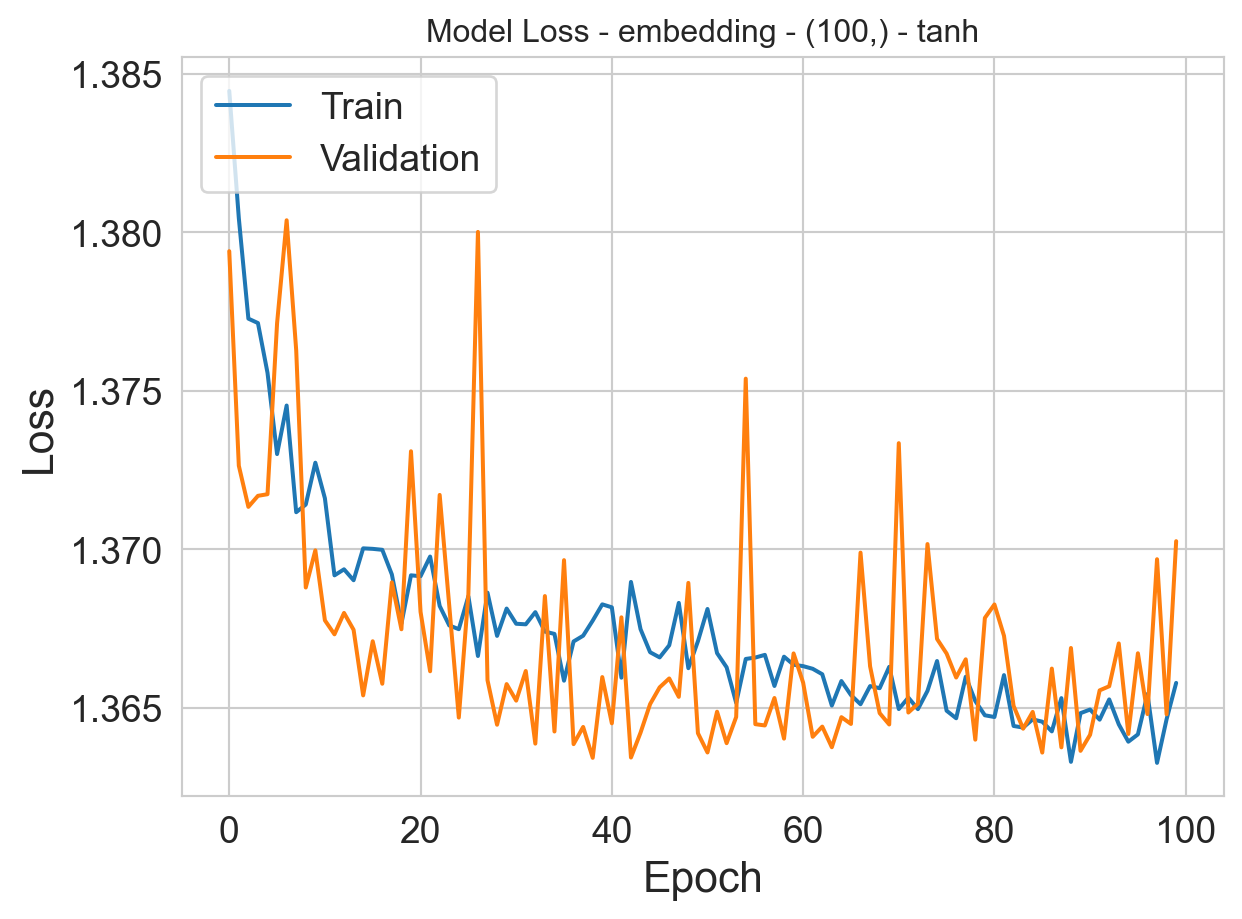 Model Loss - embedding - (100,) - tanh
1.385
Train
Validation
1.380
1.375
Loss
1.370
1.365
0 20 40 60 80 100
Epoch